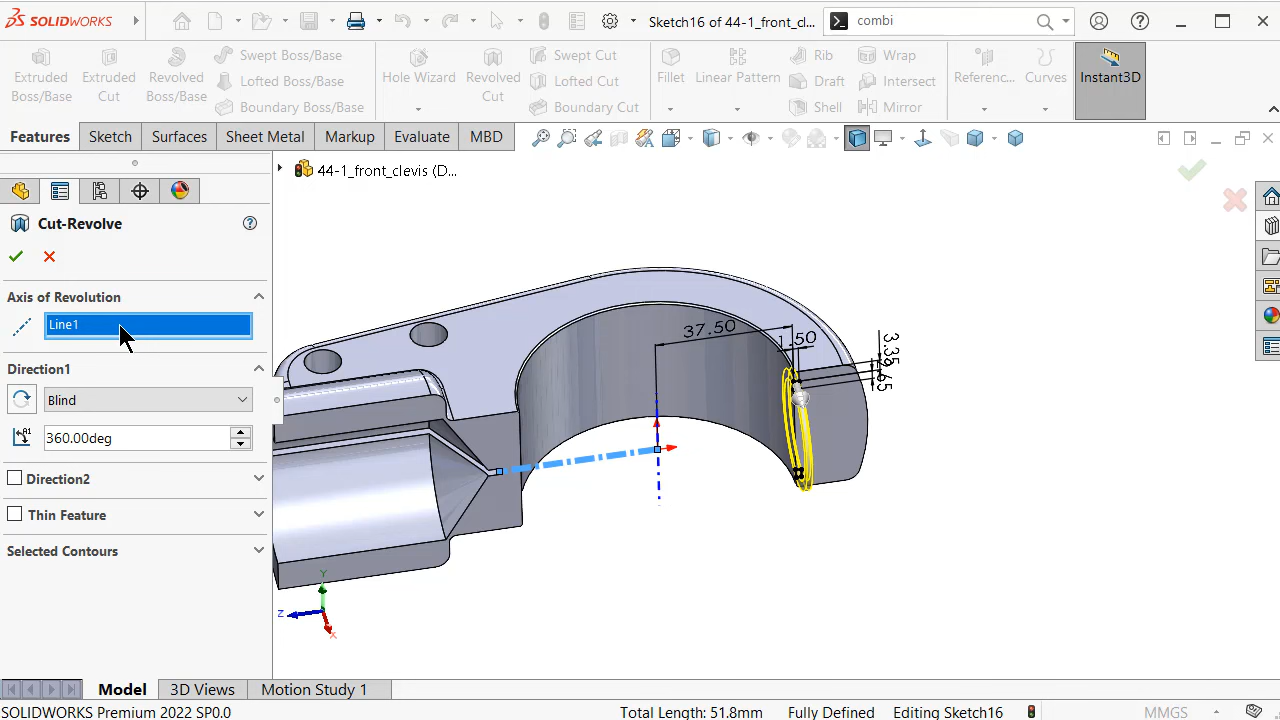 SOLIDWORKS
Sketch16 of 44-1_front_cl...
combi
Extruded Boss/Base
Extruded Cut
Revolved Boss/Base
Swept Boss/Base
Lofted Boss/Base
Boundary Boss/Base
Hole Wizard
Revolved Cut
Swept Cut
Lofted Cut
Boundary Cut
Fillet
Linear Pattern
Rib
Draft
Shell
Wrap
Intersect
Mirror
Referenc...
Curves
Instant3D
Features
Sketch
Surfaces
Sheet Metal
Markup
Evaluate
MBD
44-1_front_clevis (D...
Cut-Revolve
Axis of Revolution
Line1
Direction1
Blind
360.00deg
Direction2
Thin Feature
Selected Contours
37.50
1.50
3.35
Y
Z
X
Model
3D Views
Motion Study 1
SOLIDWORKS Premium 2022 SP0.0
Total Length: 51.8mm
Fully Defined
Editing Sketch16
MMGS